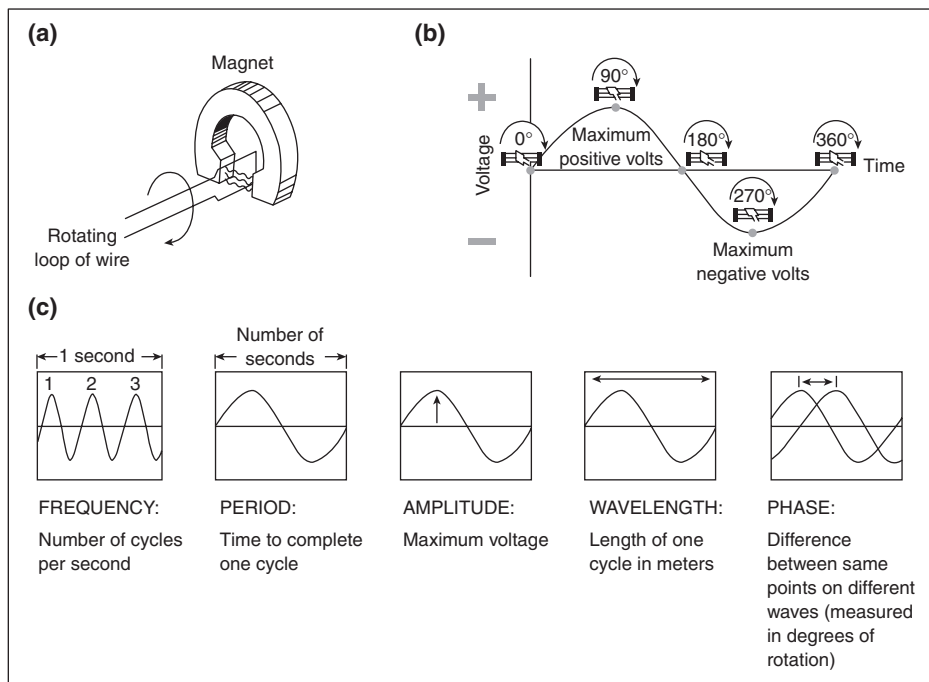 (a)
Magnet
Rotating
loop of wire
(b)
+
Voltage
−
0°
90°
Maximum
positive volts
180°
270°
Maximum
negative volts
360°
Time
(c)
1 second
1 2 3
FREQUENCY:
Number of cycles
per second
Number of
seconds
PERIOD:
Time to complete
one cycle
AMPLITUDE:
Maximum voltage
WAVELENGTH:
Length of one
cycle in meters
PHASE:
Difference
between same
points on different
waves (measured
in degrees of
rotation)